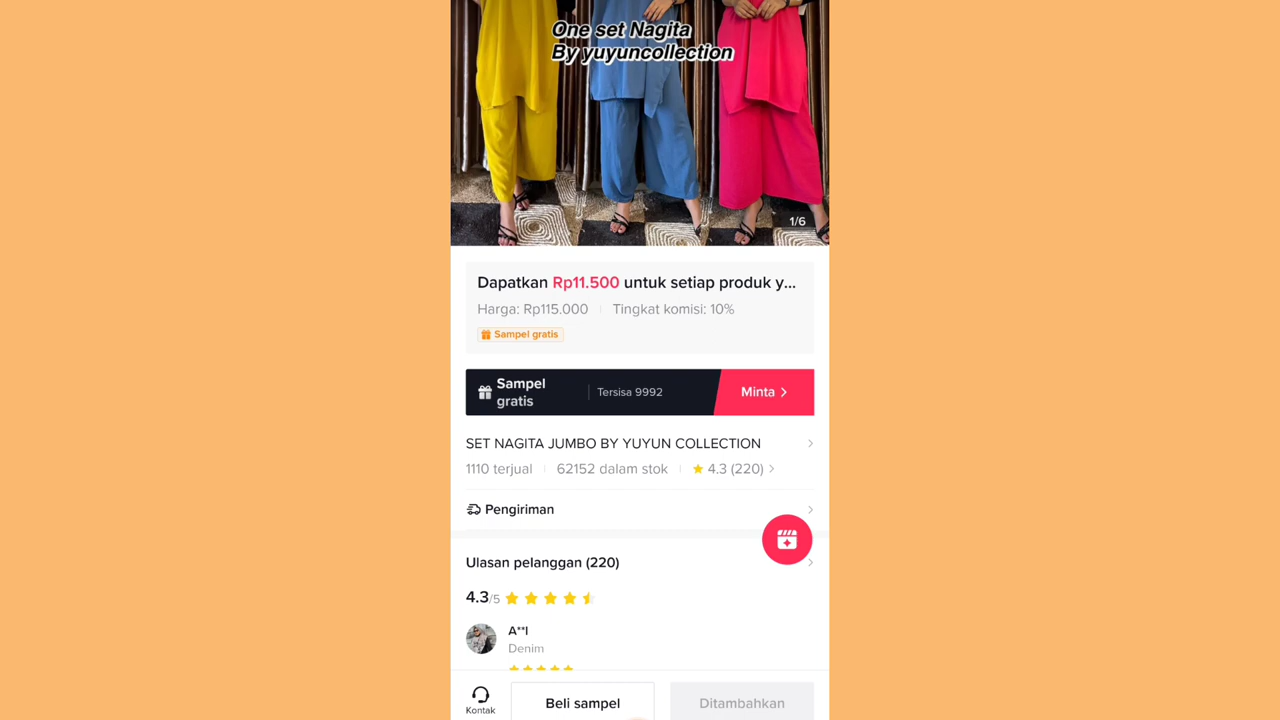 One set Nagita
By yuyuncollection
1/6
Dapatkan Rp11.500 untuk setiap produk y...
Harga: Rp115.000 | Tingkat komisi: 10%
Sampel gratis
Sampel gratis
Tersisa 9992
Minta
SET NAGITA JUMBO BY YUYUN COLLECTION
1110 terjual | 62152 dalam stok | 4.3 (220)
Pengiriman
Ulasan pelanggan (220)
4.3/5
A**l
Denim
Kontak
Beli sampel
Ditambahkan